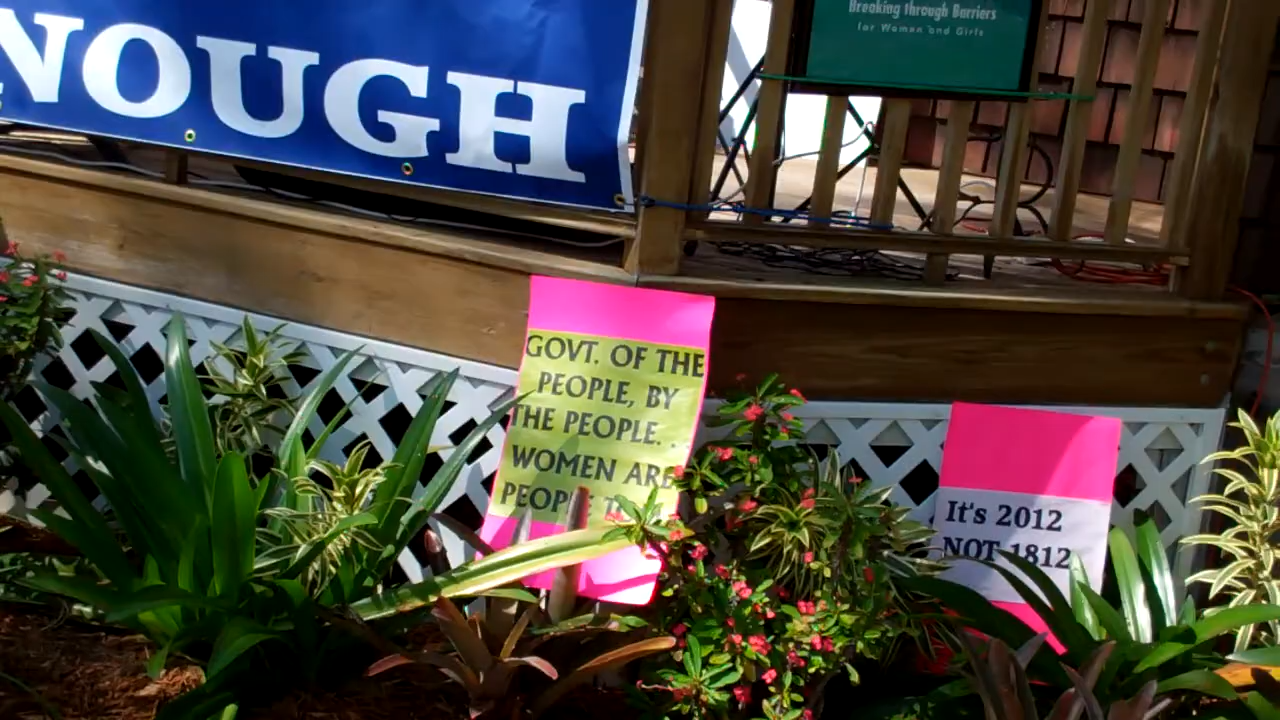 NOUGH
Breaking through Barriers
for Women and Girls
GOVT. OF THE
PEOPLE, BY
THE PEOPLE. .
WOMEN ARE
It's 2012
NOT 1812